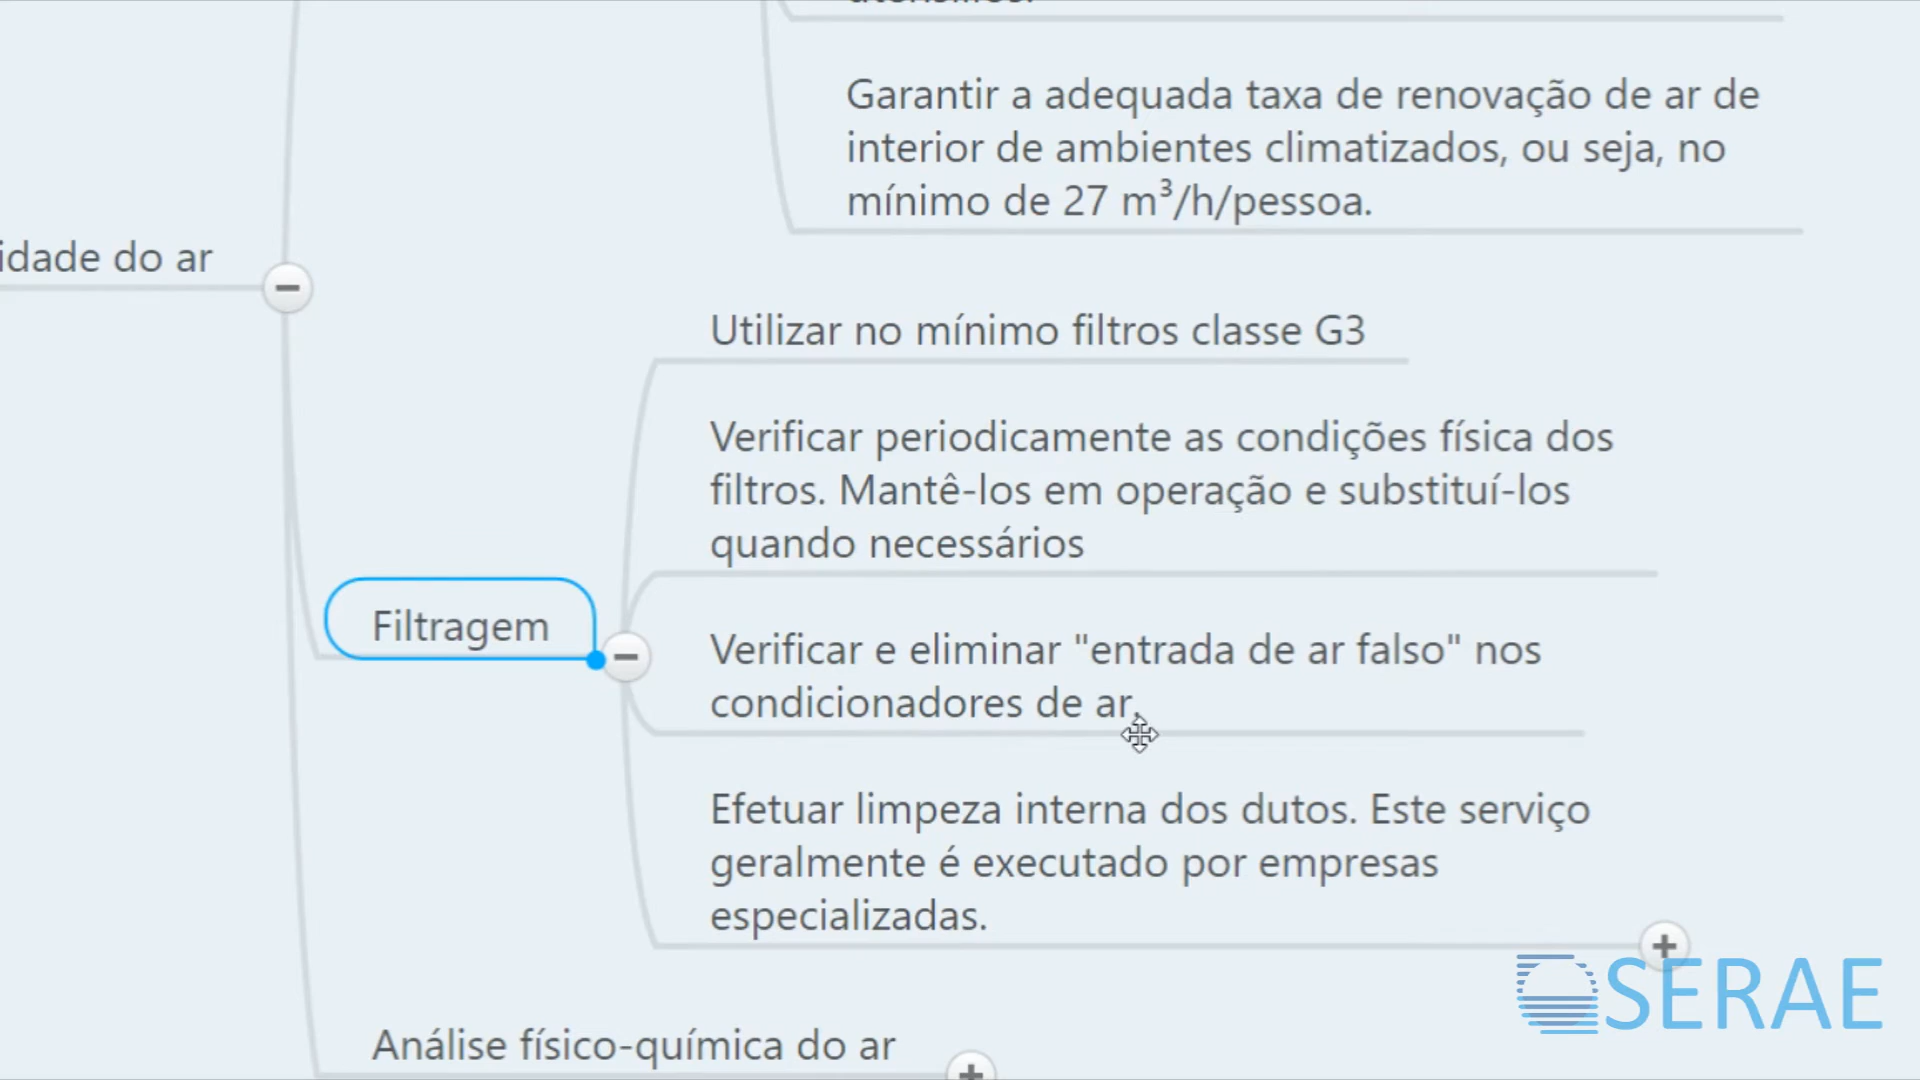 Garantir a adequada taxa de renovação de ar de
interior de ambientes climatizados, ou seja, no
mínimo de 27 m³/h/pessoa.
idade do ar
Utilizar no mínimo filtros classe G3
Verificar periodicamente as condições física dos
filtros. Mantê-los em operação e substituí-los
quando necessários
Filtragem
Verificar e eliminar "entrada de ar falso" nos
condicionadores de ar.
Efetuar limpeza interna dos dutos. Este serviço
geralmente é executado por empresas
especializadas.
SERAE
Análise físico-química do ar